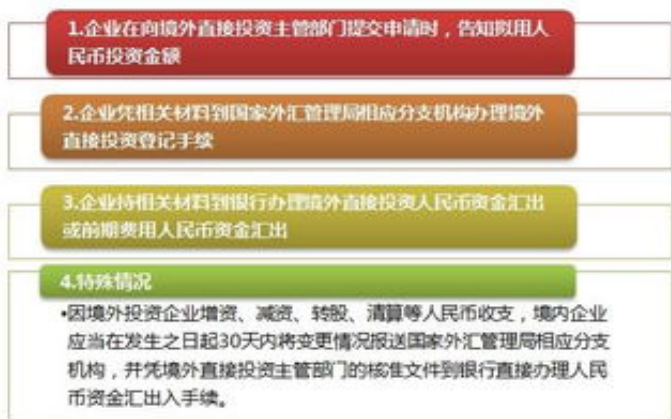 1.企业在向境外直接投资主管部门提交申请时，告知拟用人
民币投资金额
2.企业凭相关材料到国家外汇管理局相应分支机构办理境外
直接投资登记手续
3.企业持相关材料到银行办理境外直接投资人民币资金汇出
或前期费用人民币资金汇出
4.特殊情况
•因境外投资企业增资、减资、转股、清算等人民币收支，境内企业
应当在发生之日起30天内将变更情况报送国家外汇管理局相应分支
机构，并凭境外直接投资主管部门的核准文件到银行直接办理人民
币资金汇出入手续。